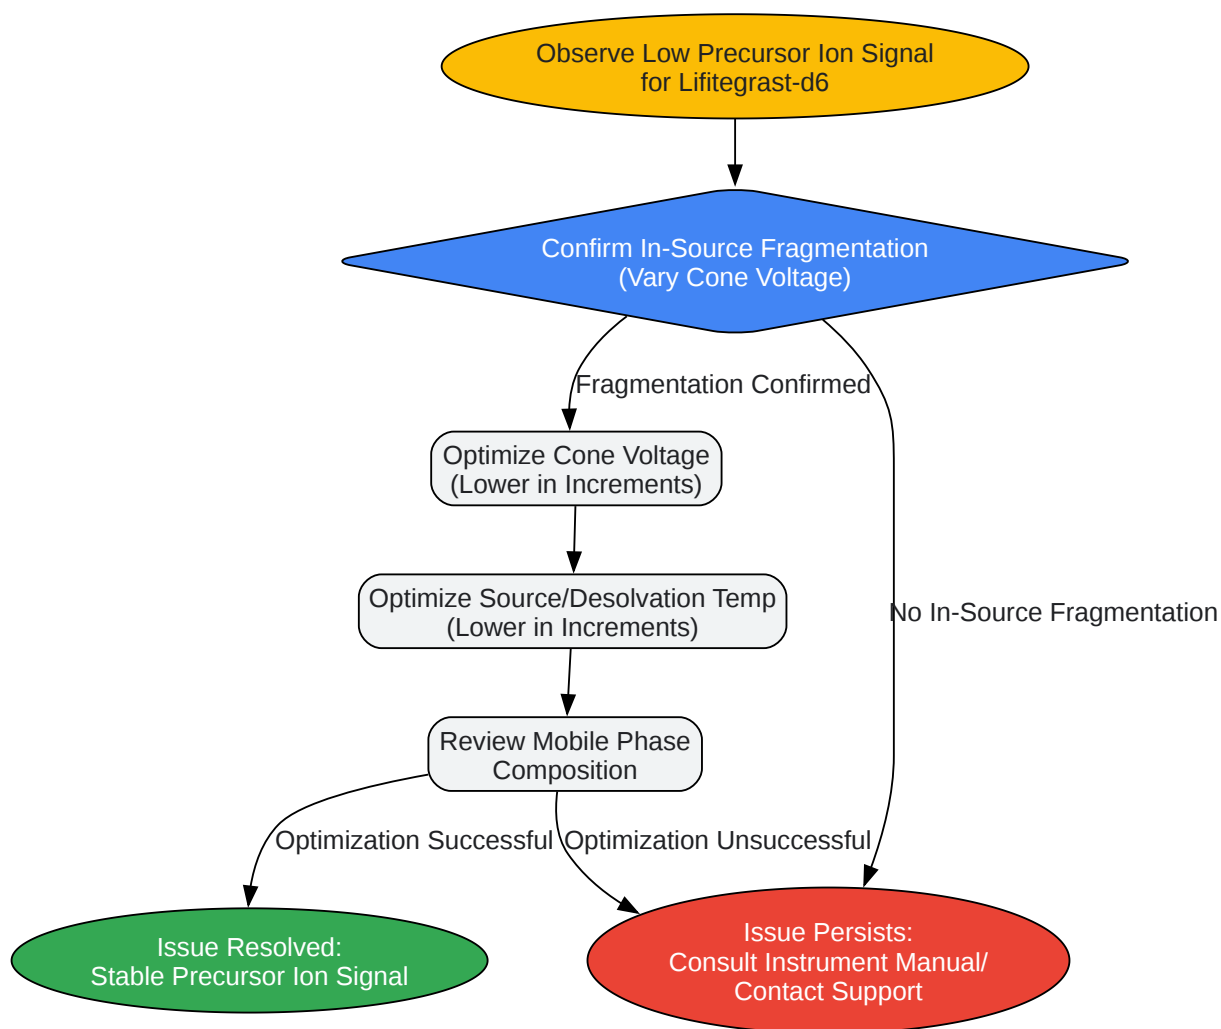 Observe Low Precursor Ion Signal
for Lifitegrast-d6
Confirm In-Source Fragmentation
(Vary Cone Voltage)
Fragmentation Confirmed
Optimize Cone Voltage
(Lower in Increments)
Optimize Source/Desolvation Temp
(Lower in Increments)
No In-Source Fragmentation
Review Mobile Phase
Composition
Optimization Successful
Optimization Unsuccessful
Issue Resolved:
Stable Precursor Ion Signal
Issue Persists:
Consult Instrument Manual/
Contact Support